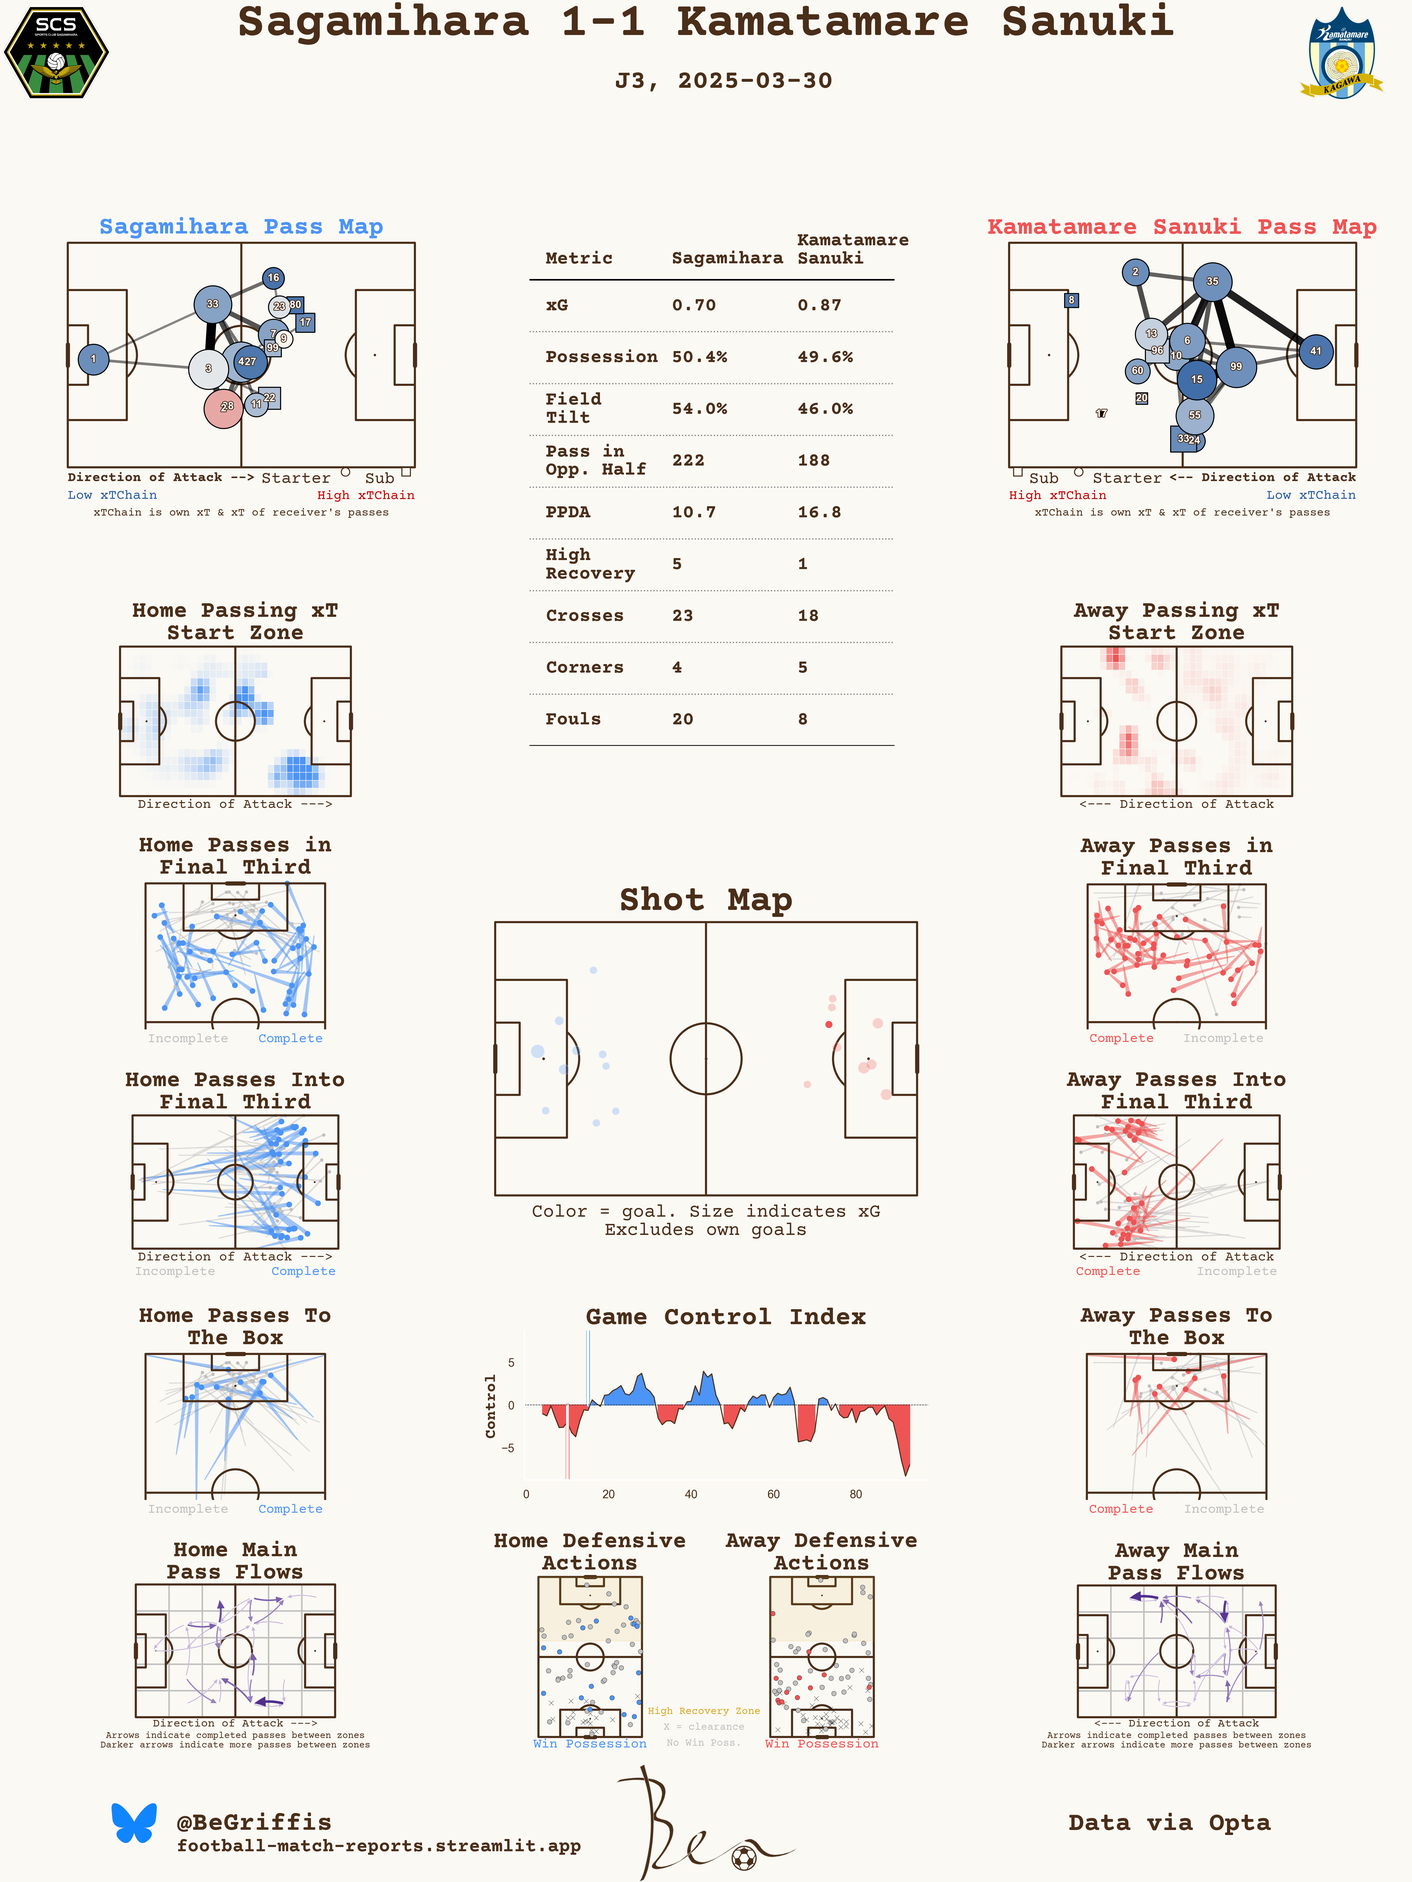 Sagamihara 1-1 Kamatamare Sanuki
J3, 2025-03-30
SCS
SPORTS CLUB SAGAMIHARA
Kamatamare
SANUKI
KAGAWA
Sagamihara Pass Map
1
33
3
16
23
80
17
7
9
99
427
11
22
28
Direction of Attack --> Starter Sub
Low xTChain High xTChain
xTChain is own xT & xT of receiver's passes
Metric Sagamihara Kamatamare Sanuki
xG 0.70 0.87
Possession 50.4% 49.6%
Field Tilt 54.0% 46.0%
Pass in Opp. Half 222 188
PPDA 10.7 16.8
High Recovery 5 1
Crosses 23 18
Corners 4 5
Fouls 20 8
Kamatamare Sanuki Pass Map
2
35
8
13
6
96
10
41
60
99
15
20
17
55
33
24
Sub Starter <-- Direction of Attack
High xTChain Low xTChain
xTChain is own xT & xT of receiver's passes
Home Passing xT
Start Zone
Direction of Attack --->
Away Passing xT
Start Zone
<--- Direction of Attack
Home Passes in
Final Third
Incomplete Complete
Away Passes in
Final Third
Complete Incomplete
Shot Map
Color = goal. Size indicates xG
Excludes own goals
Home Passes Into
Final Third
Direction of Attack --->
Incomplete Complete
Away Passes Into
Final Third
<--- Direction of Attack
Complete Incomplete
Home Passes To
The Box
Incomplete Complete
Game Control Index
Control
5
0
−5
0 20 40 60 80
Away Passes To
The Box
Complete Incomplete
Home Main
Pass Flows
Direction of Attack --->
Arrows indicate completed passes between zones
Darker arrows indicate more passes between zones
Home Defensive
Actions
Win Possession
High Recovery Zone
X = clearance
No Win Poss.
Away Defensive
Actions
Win Possession
Away Main
Pass Flows
<--- Direction of Attack
Arrows indicate completed passes between zones
Darker arrows indicate more passes between zones
@BeGriffis
football-match-reports.streamlit.app
Ben
Data via Opta